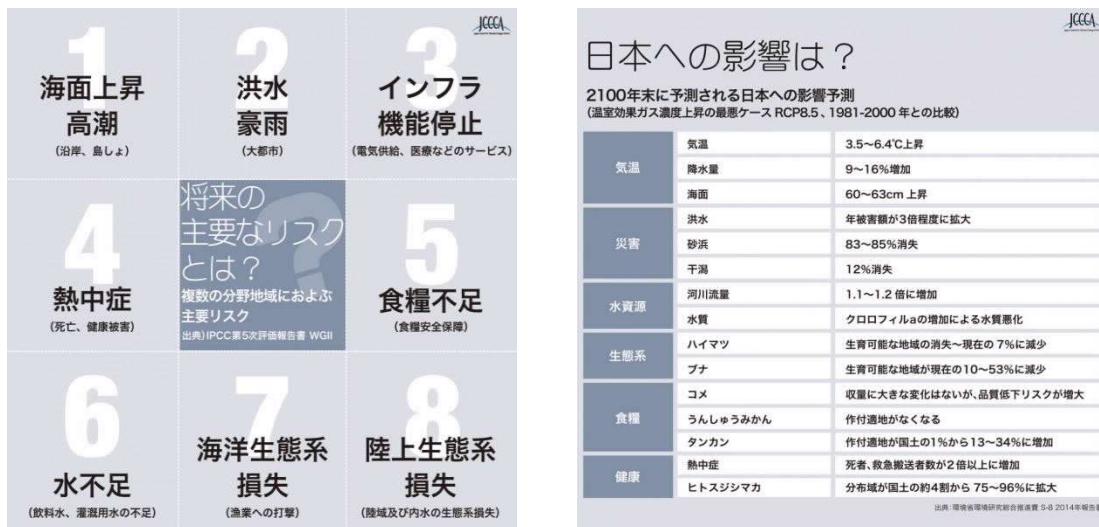 JCCCA
1
海面上昇
高潮
(沿岸、島しょ)
2
洪水
豪雨
(大都市)
3
インフラ
機能停止
(電気供給、医療などのサービス)
4
熱中症
(死亡、健康被害)
将来の
主要なリスク
とは？
複数の分野地域におよぶ
主要リスク
出典)IPCC第5次評価報告書 WGII
5
食糧不足
(食糧安全保障)
6
水不足
(飲料水、灌漑用水の不足)
7
海洋生態系
損失
(漁業への打撃)
8
陸上生態系
損失
(陸域及び内水の生態系損失)
JCCCA
日本への影響は？
2100年末に予測される日本への影響予測
(温室効果ガス濃度上昇の最悪ケース RCP8.5、1981-2000 年との比較)
気温
気温 3.5〜6.4℃上昇
降水量 9〜16%増加
海面 60〜63cm 上昇
災害
洪水 年被害額が3倍程度に拡大
砂浜 83〜85%消失
干潟 12%消失
水資源
河川流量 1.1〜1.2 倍に増加
水質 クロロフィルaの増加による水質悪化
生態系
ハイマツ 生育可能な地域の消失〜現在の 7%に減少
ブナ 生育可能な地域が現在の10〜53%に減少
食糧
コメ 収量に大きな変化はないが、品質低下リスクが増大
うんしゅうみかん 作付適地がなくなる
タンカン 作付適地が国土の1%から13〜34%に増加
健康
熱中症 死者、救急搬送者数が2倍以上に増加
ヒトスジシマカ 分布域が国土の約4割から 75〜96%に拡大
出典：環境省環境研究総合推進費 S-8 2014年報告書